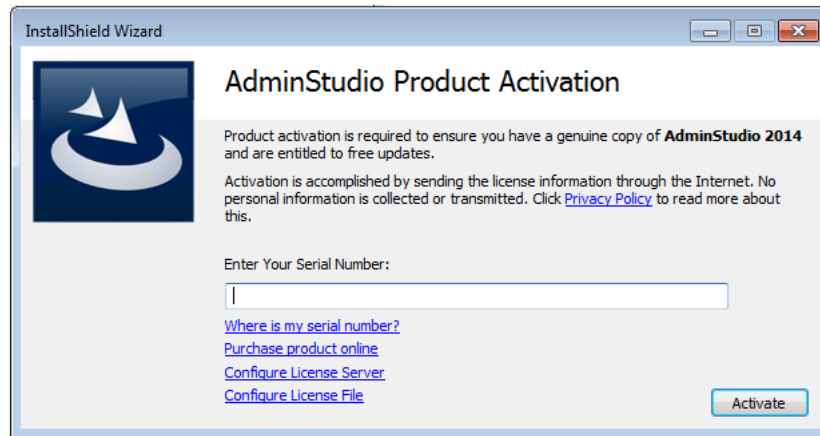 InstallShield Wizard
AdminStudio Product Activation
Product activation is required to ensure you have a genuine copy of AdminStudio 2014
and are entitled to free updates.
Activation is accomplished by sending the license information through the Internet. No
personal information is collected or transmitted. Click Privacy Policy to read more about
this.
Enter Your Serial Number:
Where is my serial number?
Purchase product online
Configure License Server
Configure License File
Activate